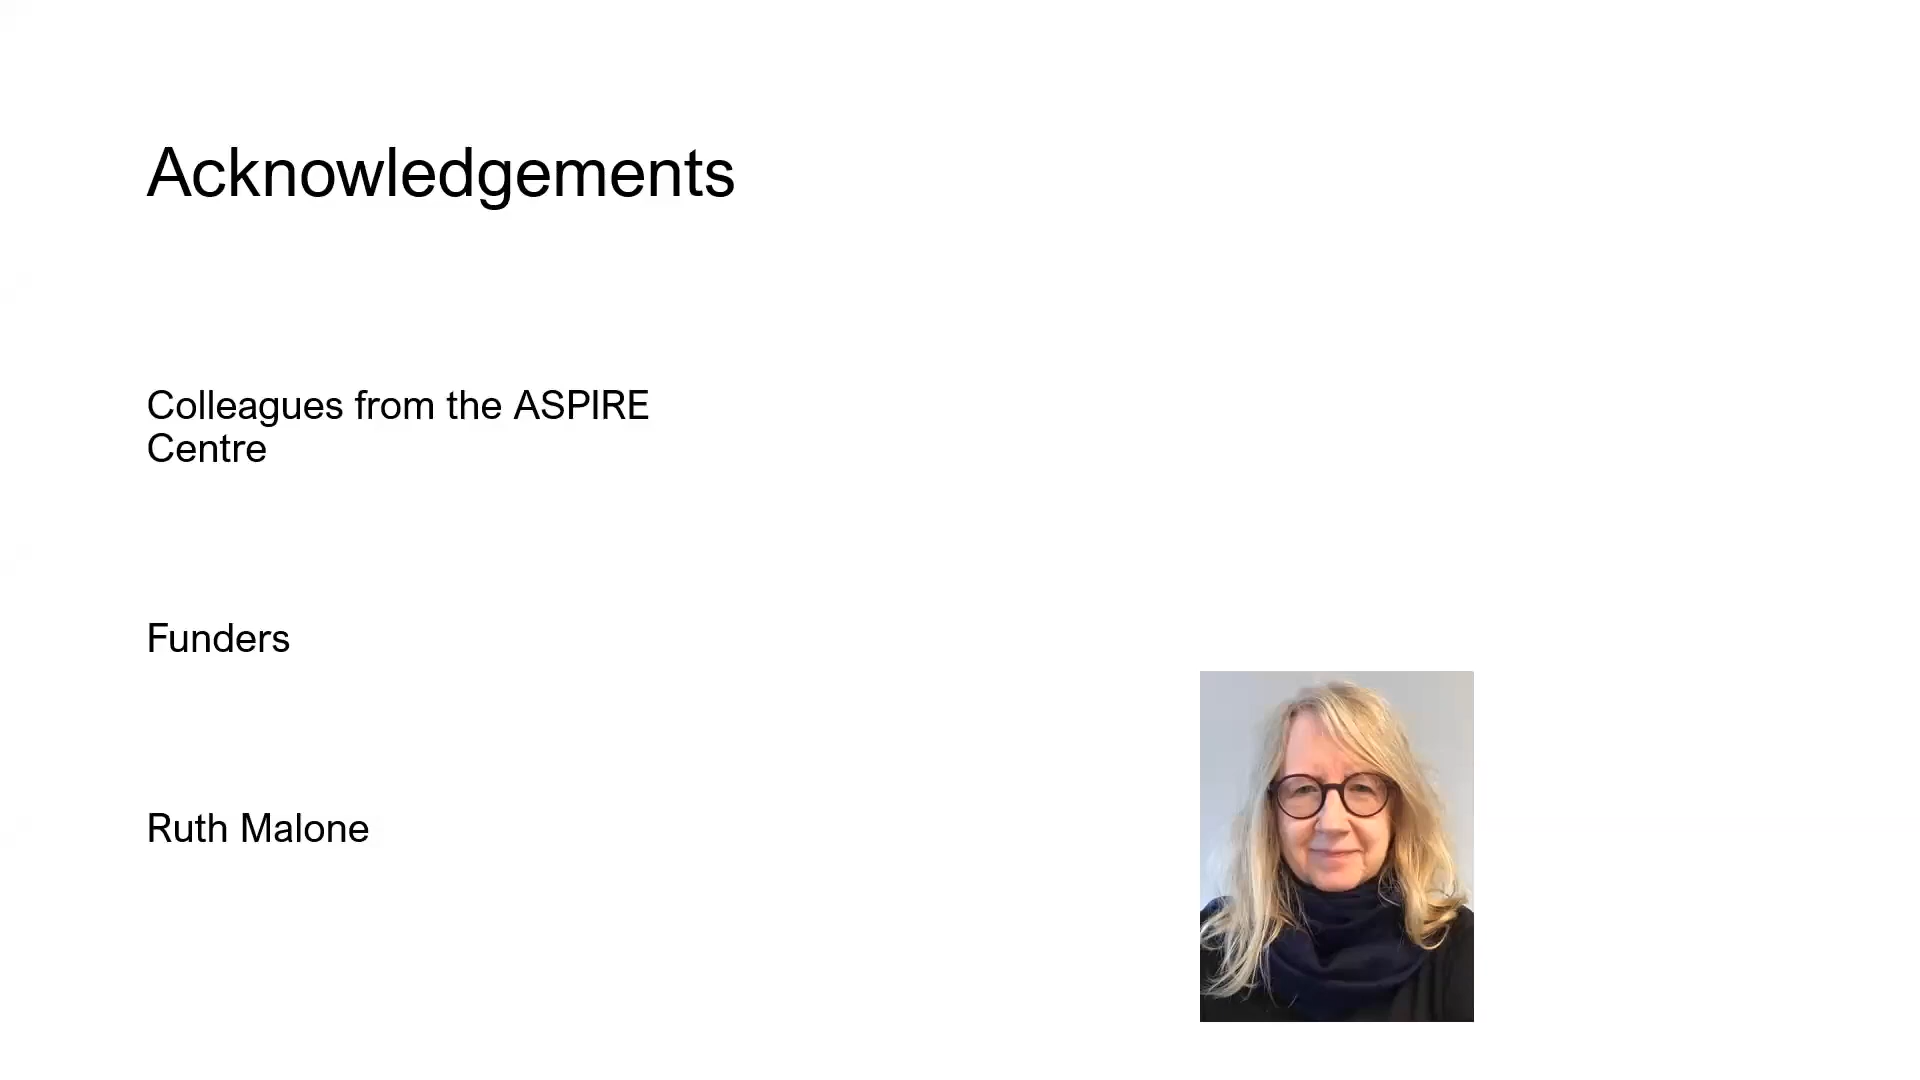 Acknowledgements
Colleagues from the ASPIRE
Centre
Funders
Ruth Malone